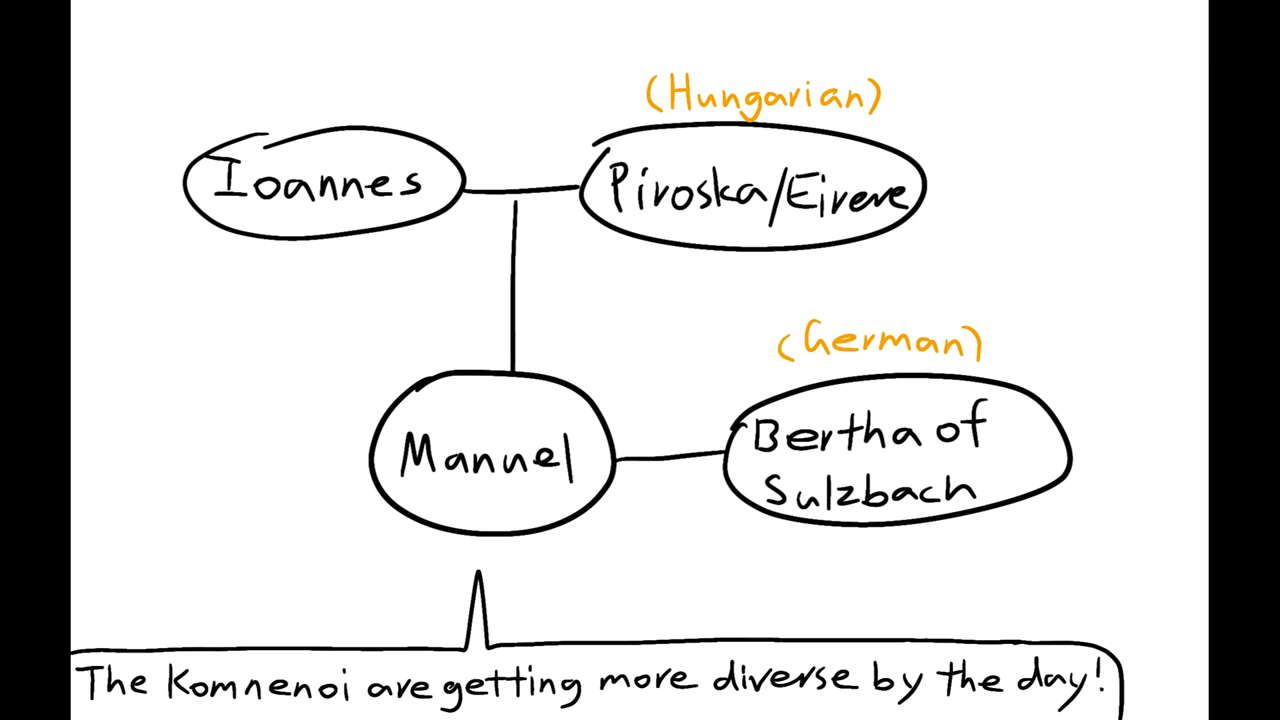 (Hungarian)
Ioannes
Piroska/Eirene
(German)
Manuel
Bertha of
Sulzbach
The Komnenoi are getting more diverse by the day!